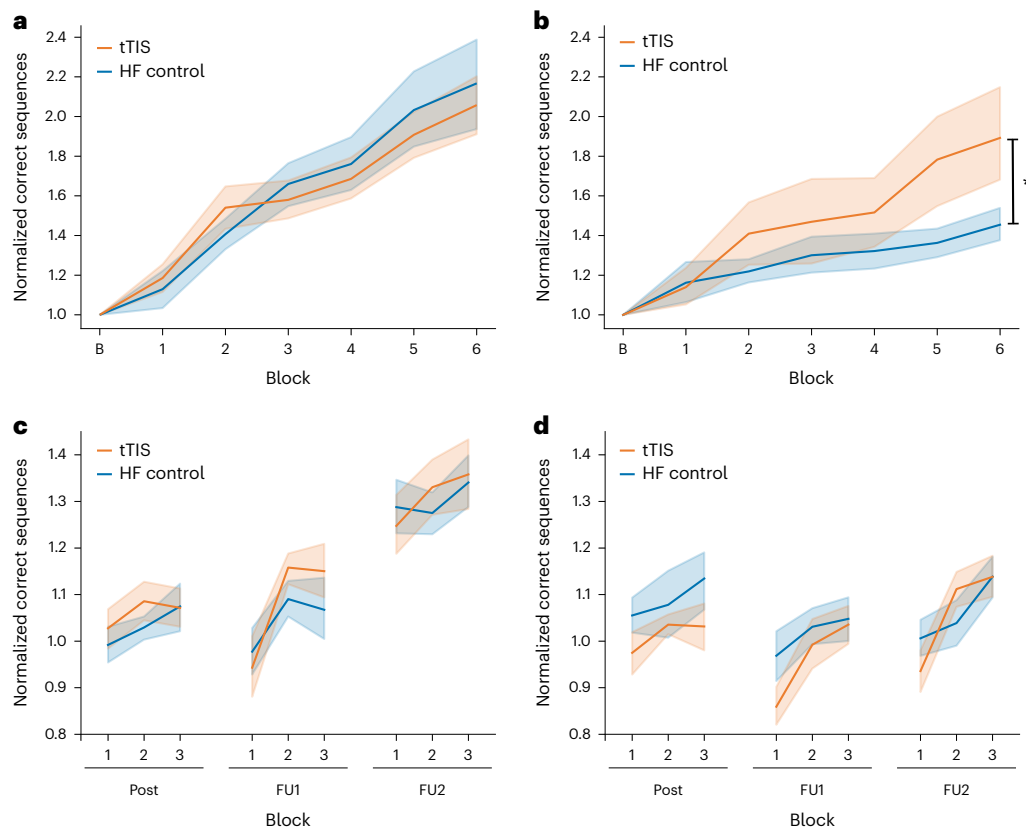 a
Normalized correct sequences
2.4
2.2
2.0
1.8
1.6
1.4
1.2
1.0
tTIS
HF control
B 1 2 3 4 5 6
Block
b
Normalized correct sequences
2.4
2.2
2.0
1.8
1.6
1.4
1.2
1.0
tTIS
HF control
B 1 2 3 4 5 6
Block
c
Normalized correct sequences
1.4
1.3
1.2
1.1
1.0
0.9
0.8
tTIS
HF control
1 2 3 1 2 3 1 2 3
Post FU1 FU2
Block
d
Normalized correct sequences
1.4
1.3
1.2
1.1
1.0
0.9
0.8
tTIS
HF control
1 2 3 1 2 3 1 2 3
Post FU1 FU2
Block